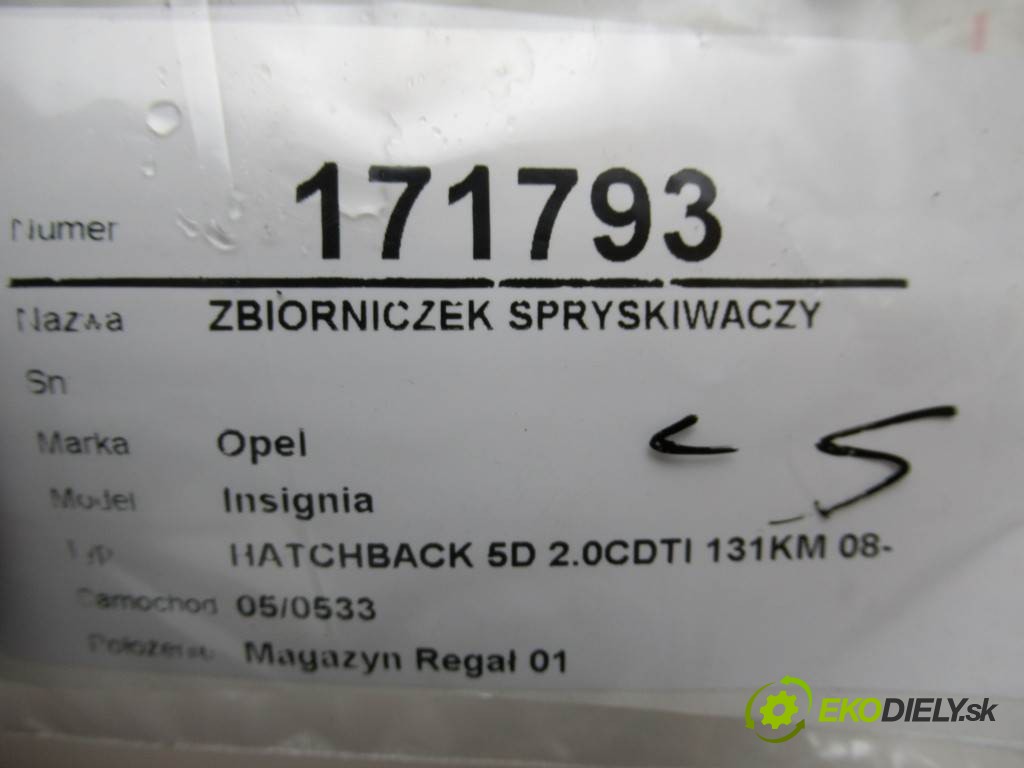 Numer 171793
Nazwa ZBIORNICZEK SPRYSKIWACZY
Sn
Marka Opel
Model Insignia
Typ HATCHBACK 5D 2.0CDTI 131KM 08-
Samochod 05/0533
Magazyn Regał 01
EKODIELY.sk